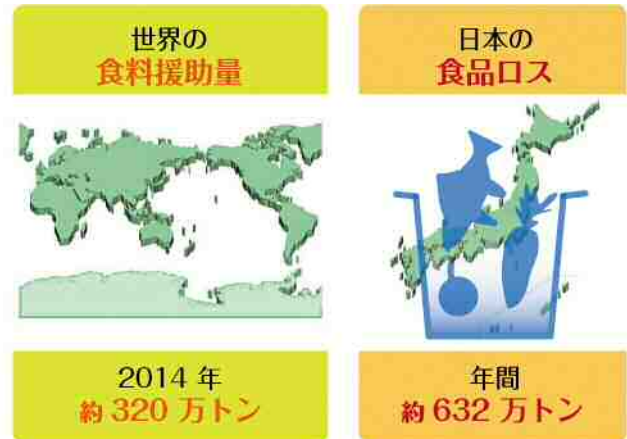 世界の
食料援助量
2014 年
約 320 万トン
日本の
食品ロス
年間
約 632 万トン